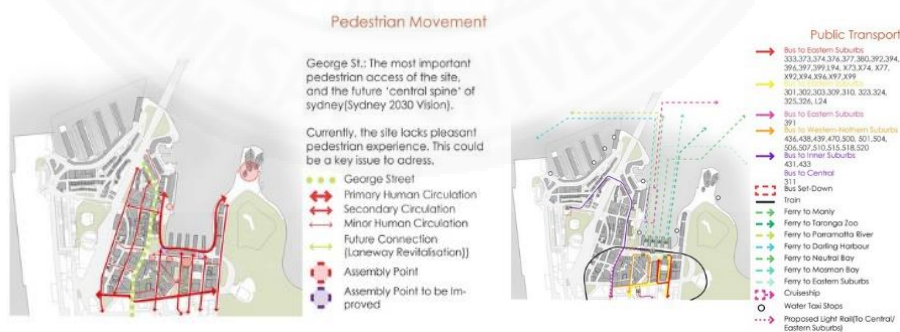 Pedestrian Movement
George St.: The most important
pedestrian access of the site,
and the future 'central spine' of
sydney(Sydney 2030 Vision).
Currently, the site lacks pleasant
pedestrian experience. This could
be a key issue to adress.
George Street
Primary Human Circulation
Secondary Circulation
Minor Human Circulation
Future Connection
(Laneway Revitalisation))
Assembly Point
Assembly Point to be Im-
proved
Public Transport
Bus to Eastern Suburbs
333,373,374,376,377,380,392,394,
396,397,399,L94, X73,X74, X77,
X92,X94,X96,X97,X99
301,302,303,309,310, 323,324,
325,326, L24
Bus to Eastern Suburbs
391
Bus to Western-Nothern Suburbs
436,438,439,470,500, 501,504,
506,507,510,515,518,520
Bus to Inner Suburbs
431,433
Bus to Central
311
Bus Set-Down
Train
Ferry to Manly
Ferry to Taronga Zoo
Ferry to Parramatta River
Ferry to Darling Harbour
Ferry to Neutral Bay
Ferry to Mosman Bay
Ferry to Eastern Suburbs
Cruiseship
Water Taxi Stops
Proposed Light Rail(To Central/
Eastern Suburbs)